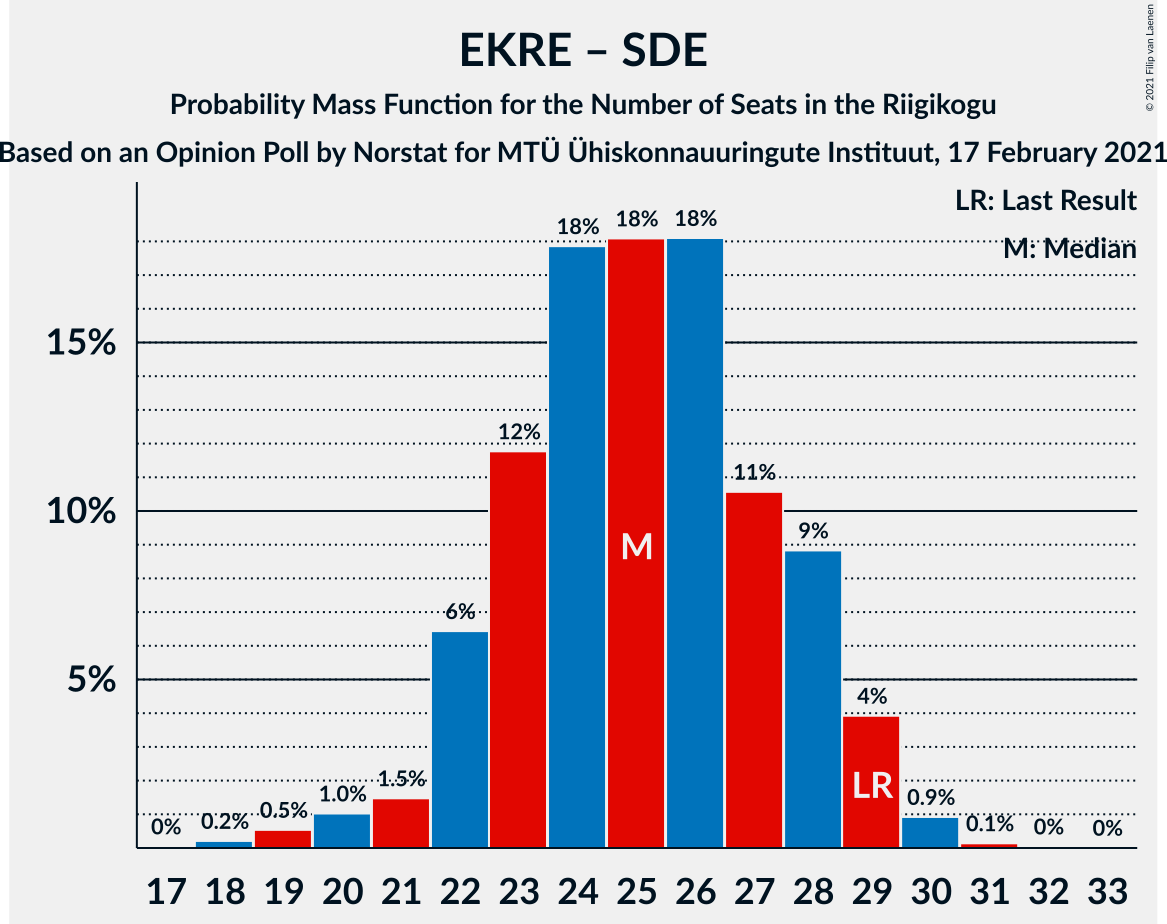 EKRE – SDE
Probability Mass Function for the Number of Seats in the Riigikogu
Based on an Opinion Poll by Norstat for MTÜ Ühiskonnauuringute Instituut, 17 February 2021
© 2021 Filip van Laenen
LR: Last Result
M: Median
15%
10%
5%
0%
0.2%
0.5%
1.0%
1.5%
6%
12%
18%
18%
18%
11%
9%
4%
0.9%
0.1%
0%
0%
M
LR
17 18 19 20 21 22 23 24 25 26 27 28 29 30 31 32 33